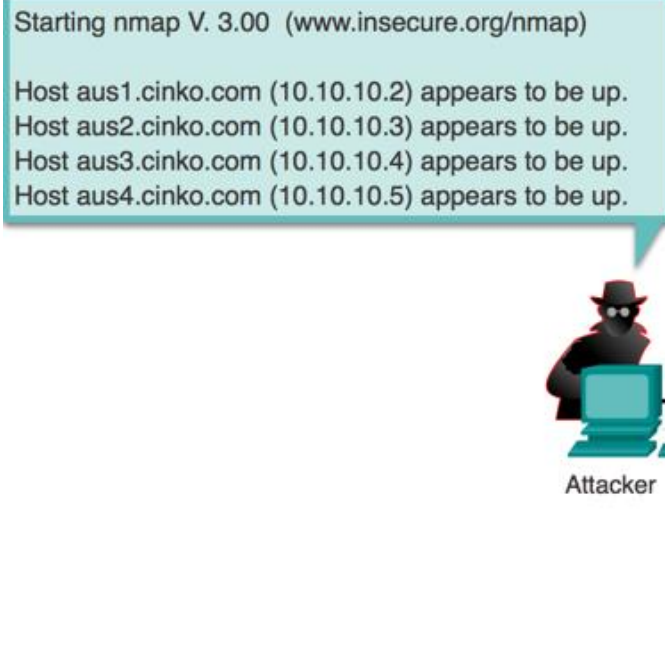 Starting nmap V. 3.00 (www.insecure.org/nmap)
Host aus1.cinko.com (10.10.10.2) appears to be up.
Host aus2.cinko.com (10.10.10.3) appears to be up.
Host aus3.cinko.com (10.10.10.4) appears to be up.
Host aus4.cinko.com (10.10.10.5) appears to be up.
Attacker